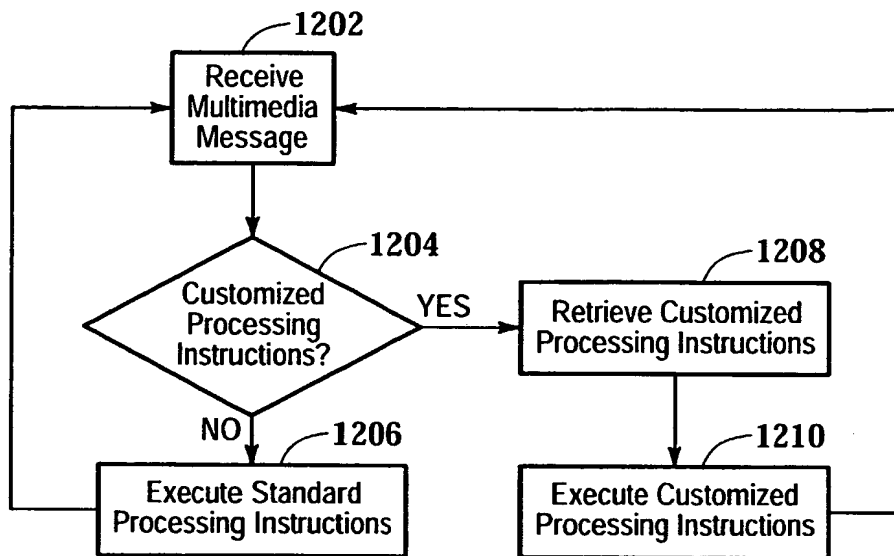 1202
Receive
Multimedia
Message
1204
Customized
Processing
Instructions?
YES
1208
Retrieve Customized
Processing Instructions
NO
1206
Execute Standard
Processing Instructions
1210
Execute Customized
Processing Instructions